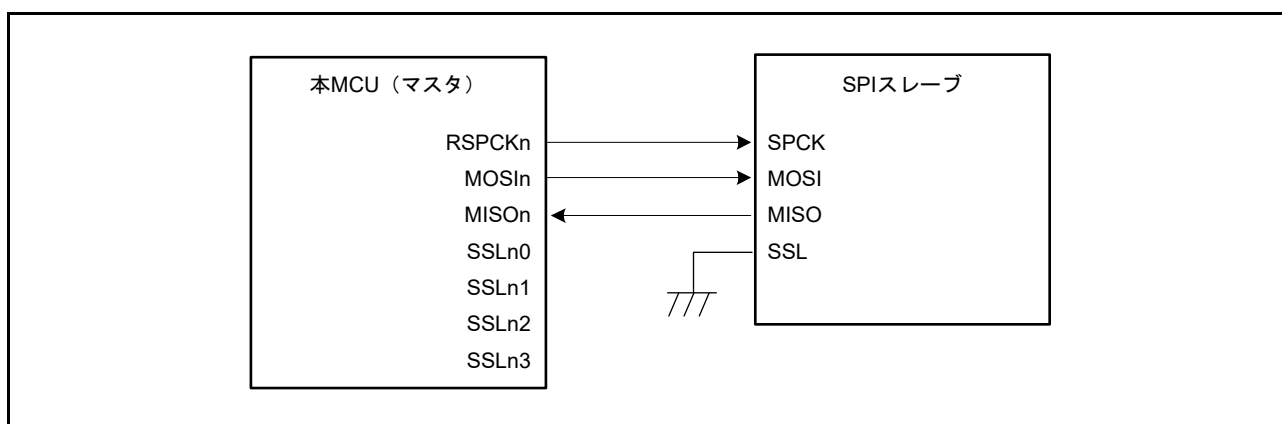 本MCU（マスタ）
RSPCKn
MOSIn
MISOn
SSLn0
SSLn1
SSLn2
SSLn3
SPIスレーブ
SPCK
MOSI
MISO
SSL